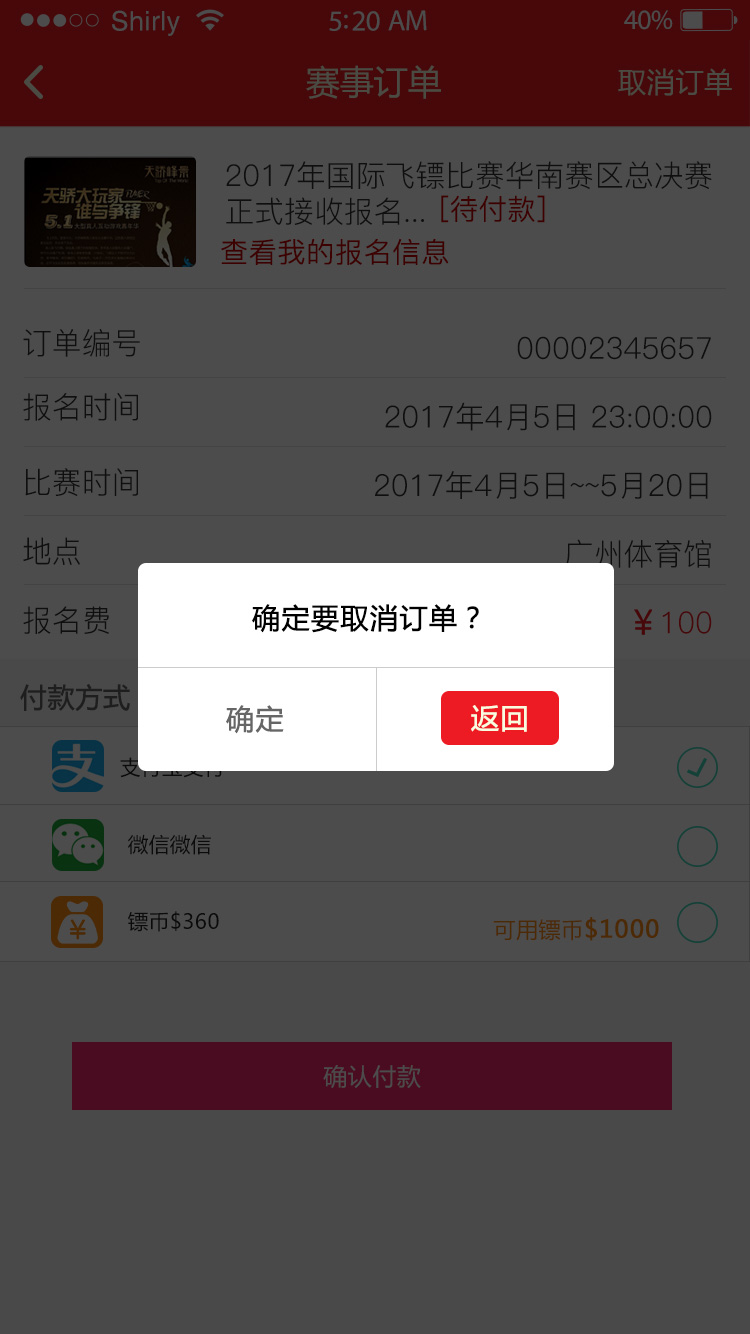 Shirly
5:20 AM
40%
赛事订单
取消订单
天骄峰景
天骄大玩家
谁与争锋
5.1
2017年国际飞镖比赛华南赛区总决赛
正式接收报名... [待付款]
查看我的报名信息
订单编号
00002345657
报名时间
2017年4月5日 23:00:00
比赛时间
2017年4月5日~~5月20日
地点
广州体育馆
报名费
¥100
确定要取消订单？
确定
返回
付款方式
支付宝支付
微信微信
镖币$360
可用镖币$1000
确认付款